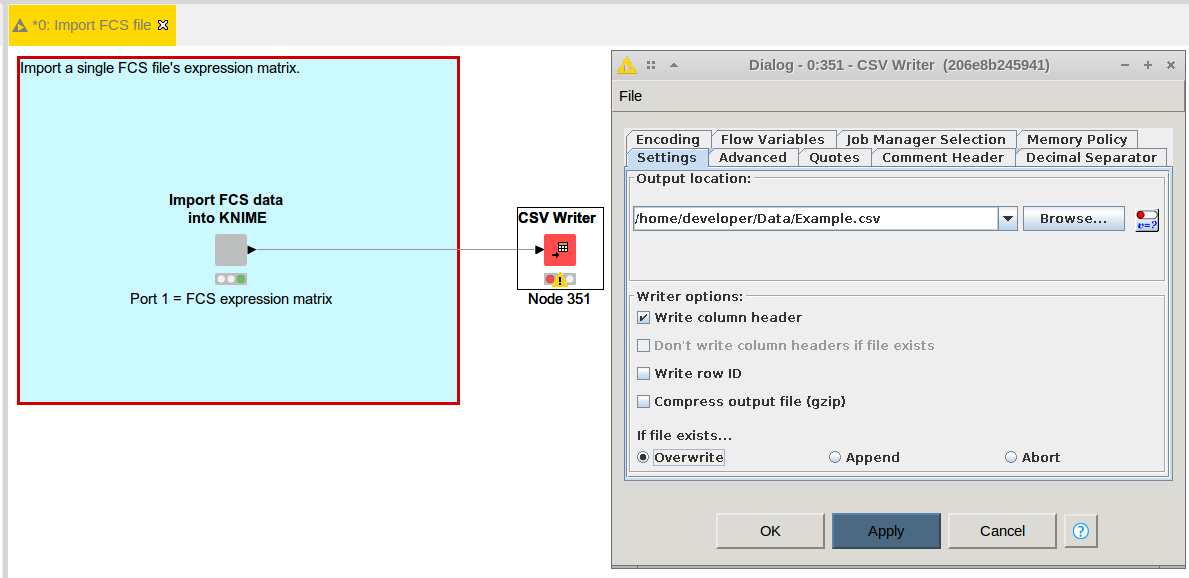 *0: Import FCS file
Import a single FCS file's expression matrix.
Import FCS data
into KNIME
Port 1 = FCS expression matrix
CSV Writer
Node 351
Dialog - 0:351 - CSV Writer (206e8b245941)
File
Encoding Flow Variables Job Manager Selection Memory Policy
Settings Advanced Quotes Comment Header Decimal Separator
Output location:
/home/developer/Data/Example.csv Browse... v=?
Writer options:
Write column header
Don't write column headers if file exists
Write row ID
Compress output file (gzip)
If file exists...
Overwrite Append Abort
OK Apply Cancel ?